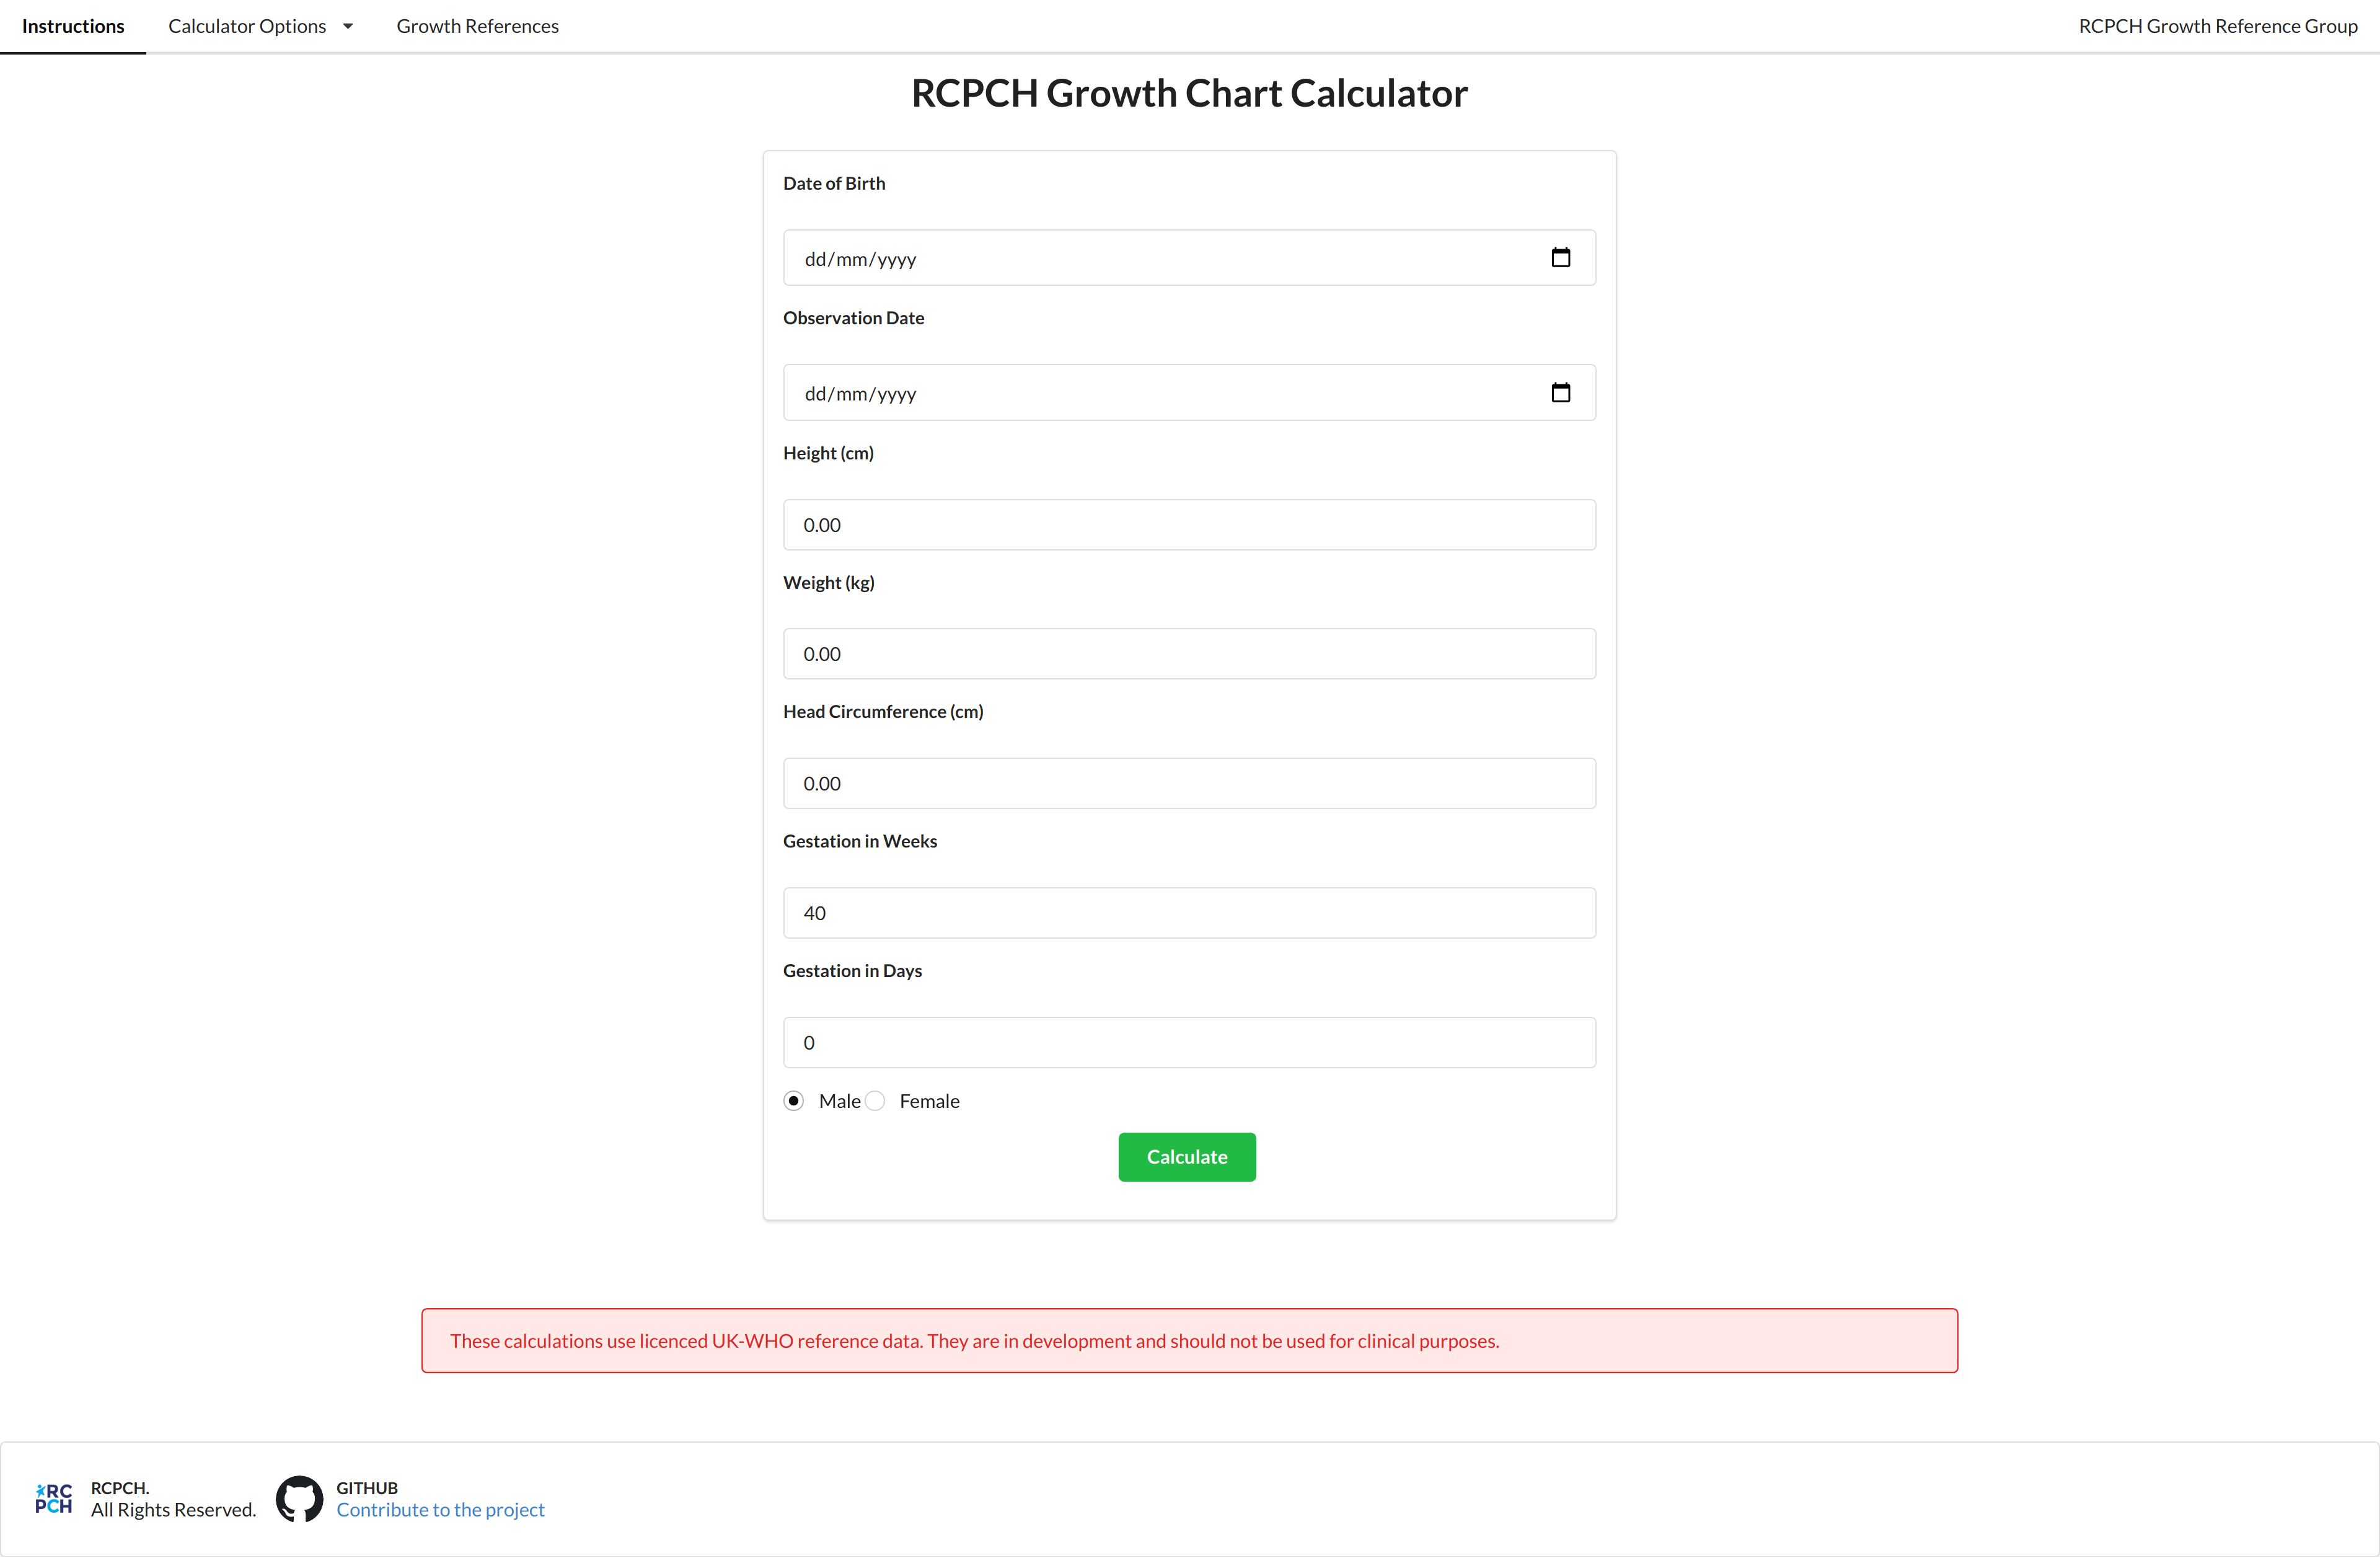 Instructions Calculator Options Growth References RCPCH Growth Reference Group
RCPCH Growth Chart Calculator
Date of Birth
dd/mm/yyyy
Observation Date
dd/mm/yyyy
Height (cm)
0.00
Weight (kg)
0.00
Head Circumference (cm)
0.00
Gestation in Weeks
40
Gestation in Days
0
Male Female
Calculate
These calculations use licenced UK-WHO reference data. They are in development and should not be used for clinical purposes.
RC
PCH
RCPCH.
All Rights Reserved.
GITHUB
Contribute to the project